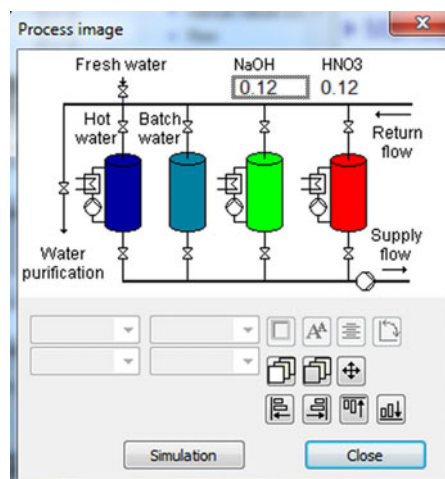 Process image
Fresh water
NaOH
HNO3
0.12
0.12
Hot
water
Batch
water
Return
flow
Water
purification
Supply
flow
Simulation
Close